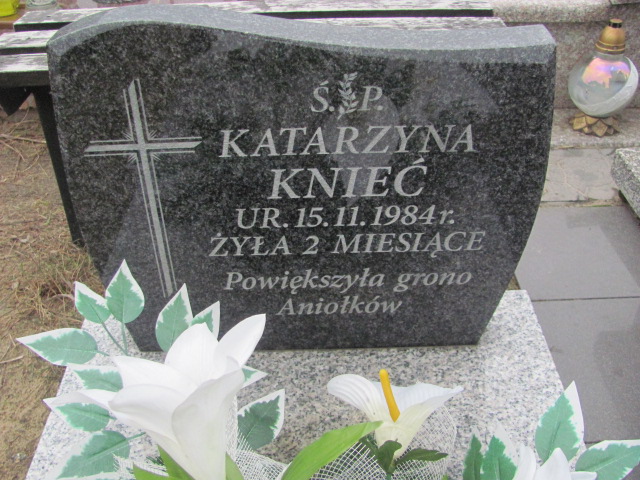 Ś. P.
KATARZYNA
KNIEĆ
UR. 15.11.1984 r.
ŻYŁA 2 MIESIĄCE
Powiększyła grono
Aniołków